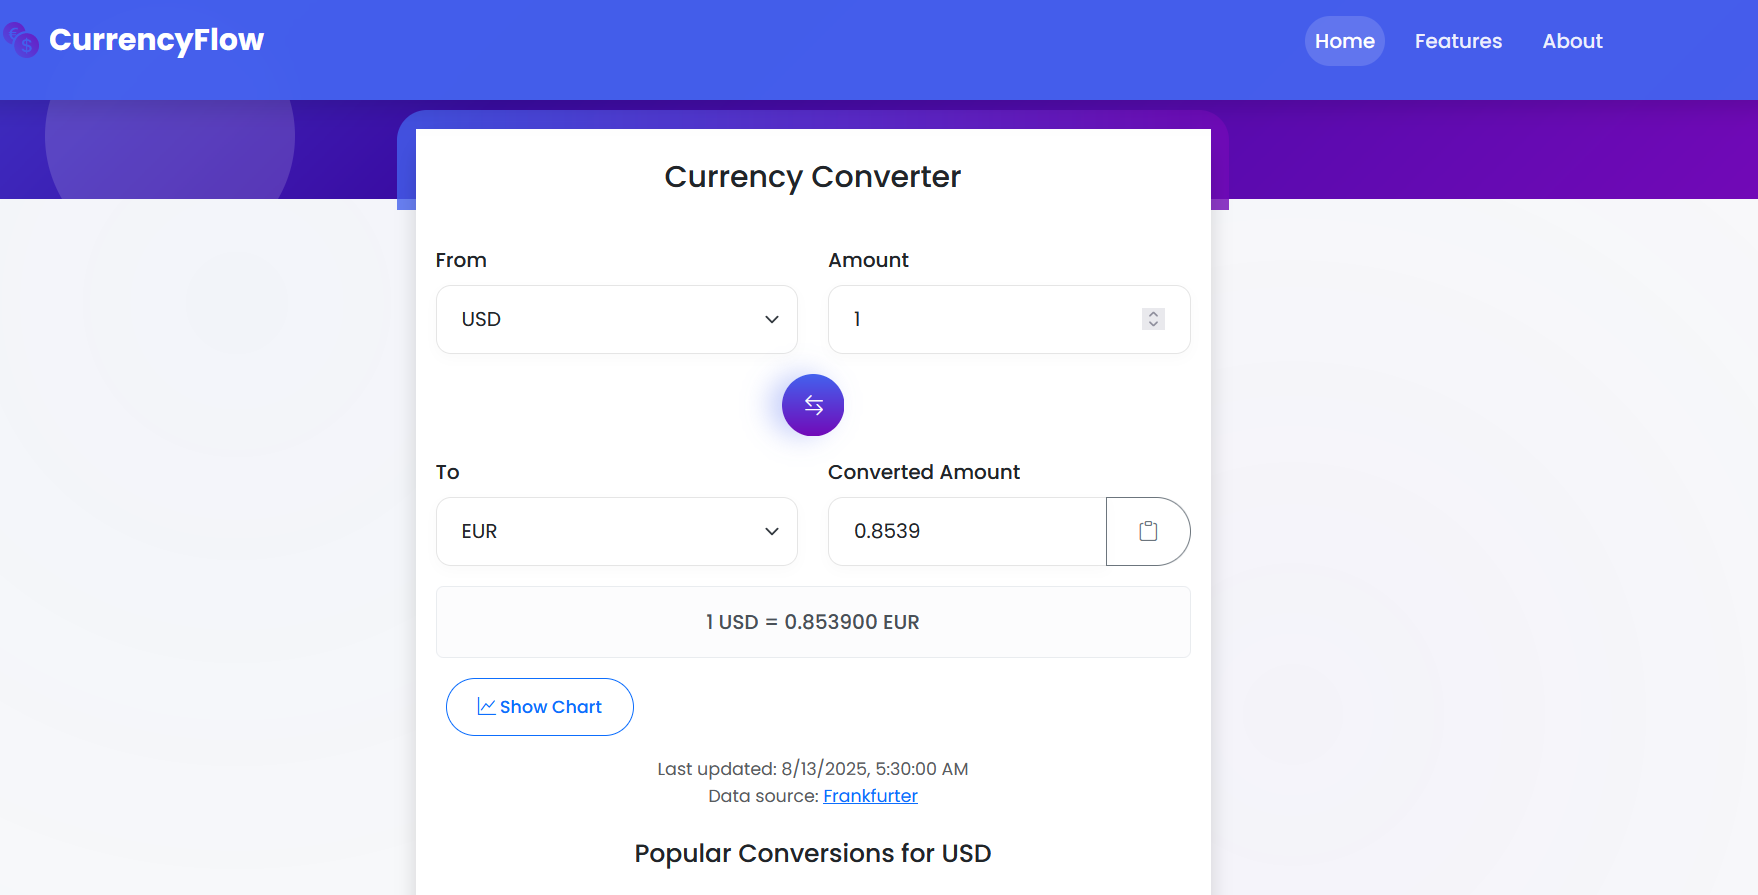 CurrencyFlow
Home Features About
Currency Converter
From Amount
USD 1
To Converted Amount
EUR 0.8539
1 USD = 0.853900 EUR
Show Chart
Last updated: 8/13/2025, 5:30:00 AM
Data source: Frankfurter
Popular Conversions for USD